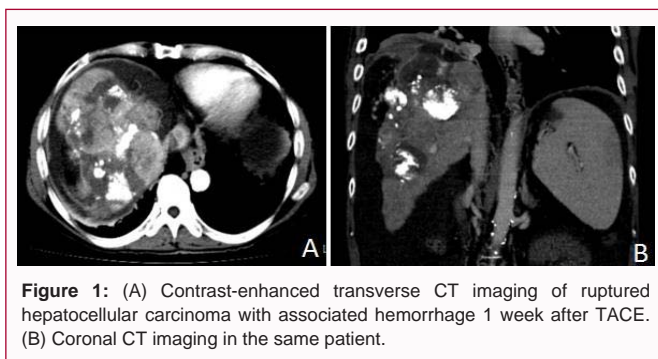 A
B
Figure 1: (A) Contrast-enhanced transverse CT imaging of ruptured
hepatocellular carcinoma with associated hemorrhage 1 week after TACE.
(B) Coronal CT imaging in the same patient.